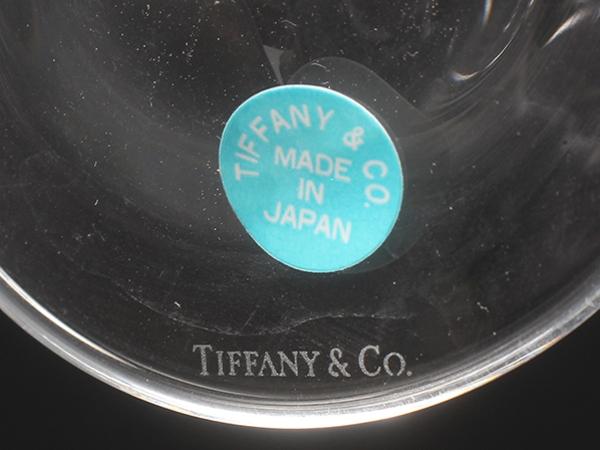 TIFFANY & CO.
MADE
IN
JAPAN
TIFFANY & CO.